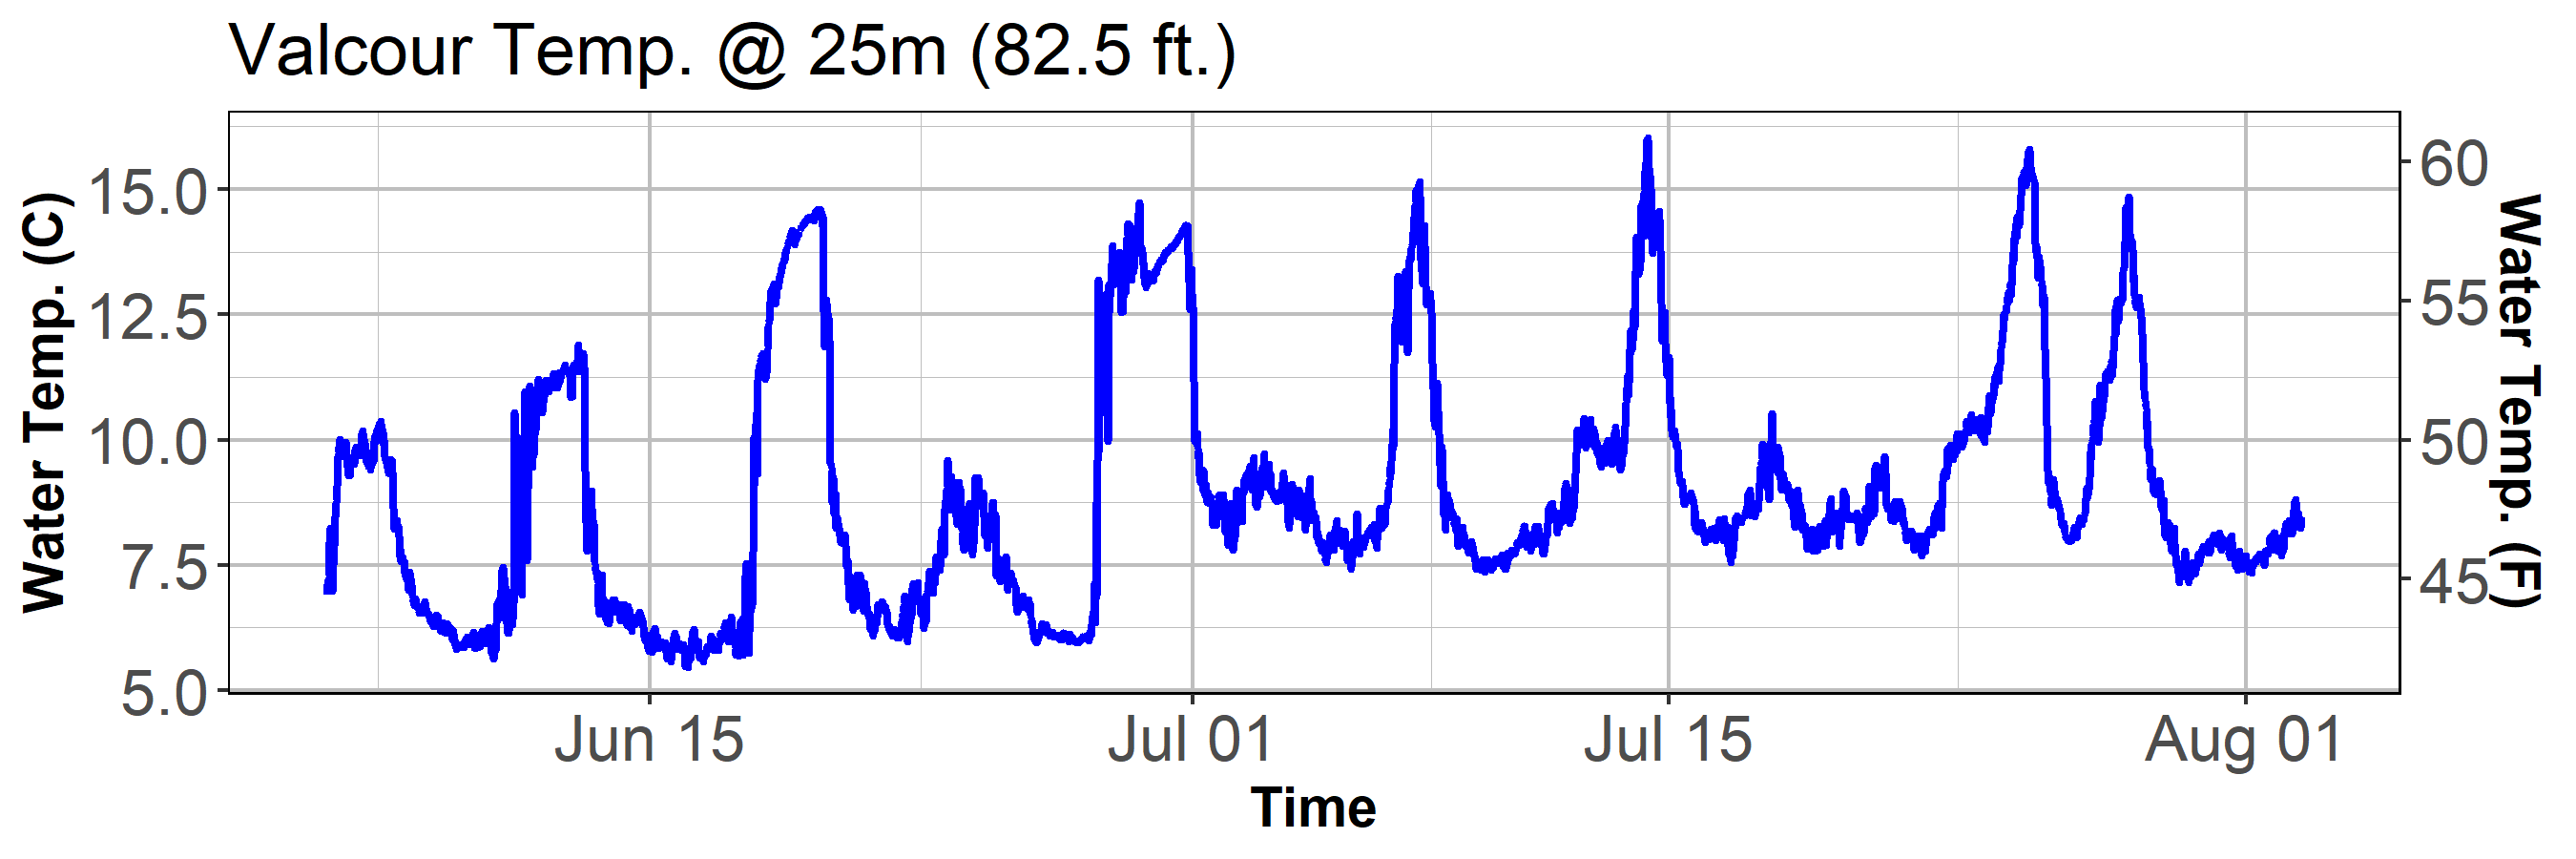 Valcour Temp. @ 25m (82.5 ft.)
Water Temp. (C)
15.0
12.5
10.0
7.5
5.0
60
55
50
45
Water Temp. (F)
Jun 15 Jul 01 Jul 15 Aug 01
Time